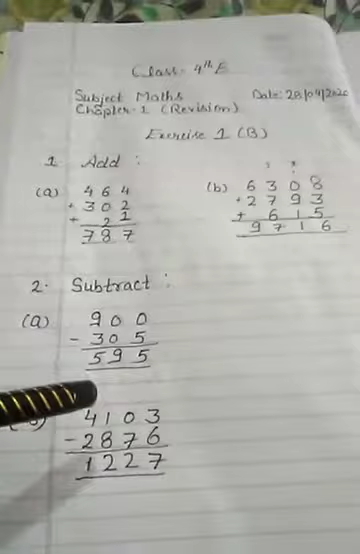 Class- 4th E
Subject Maths
Date: 28/04/2020
Chapter-1 (Revision)
Exercise 1 (B)
1 Add :
(a) 4 6 4
+ 3 0 2
+ 2 1
7 8 7
(b) 6 3 0 8
+ 2 7 9 3
+ 6 1 5
9 7 1 6
2. Subtract :
(a) 9 0 0
- 3 0 5
5 9 5
4 1 0 3
- 2 8 7 6
1 2 2 7